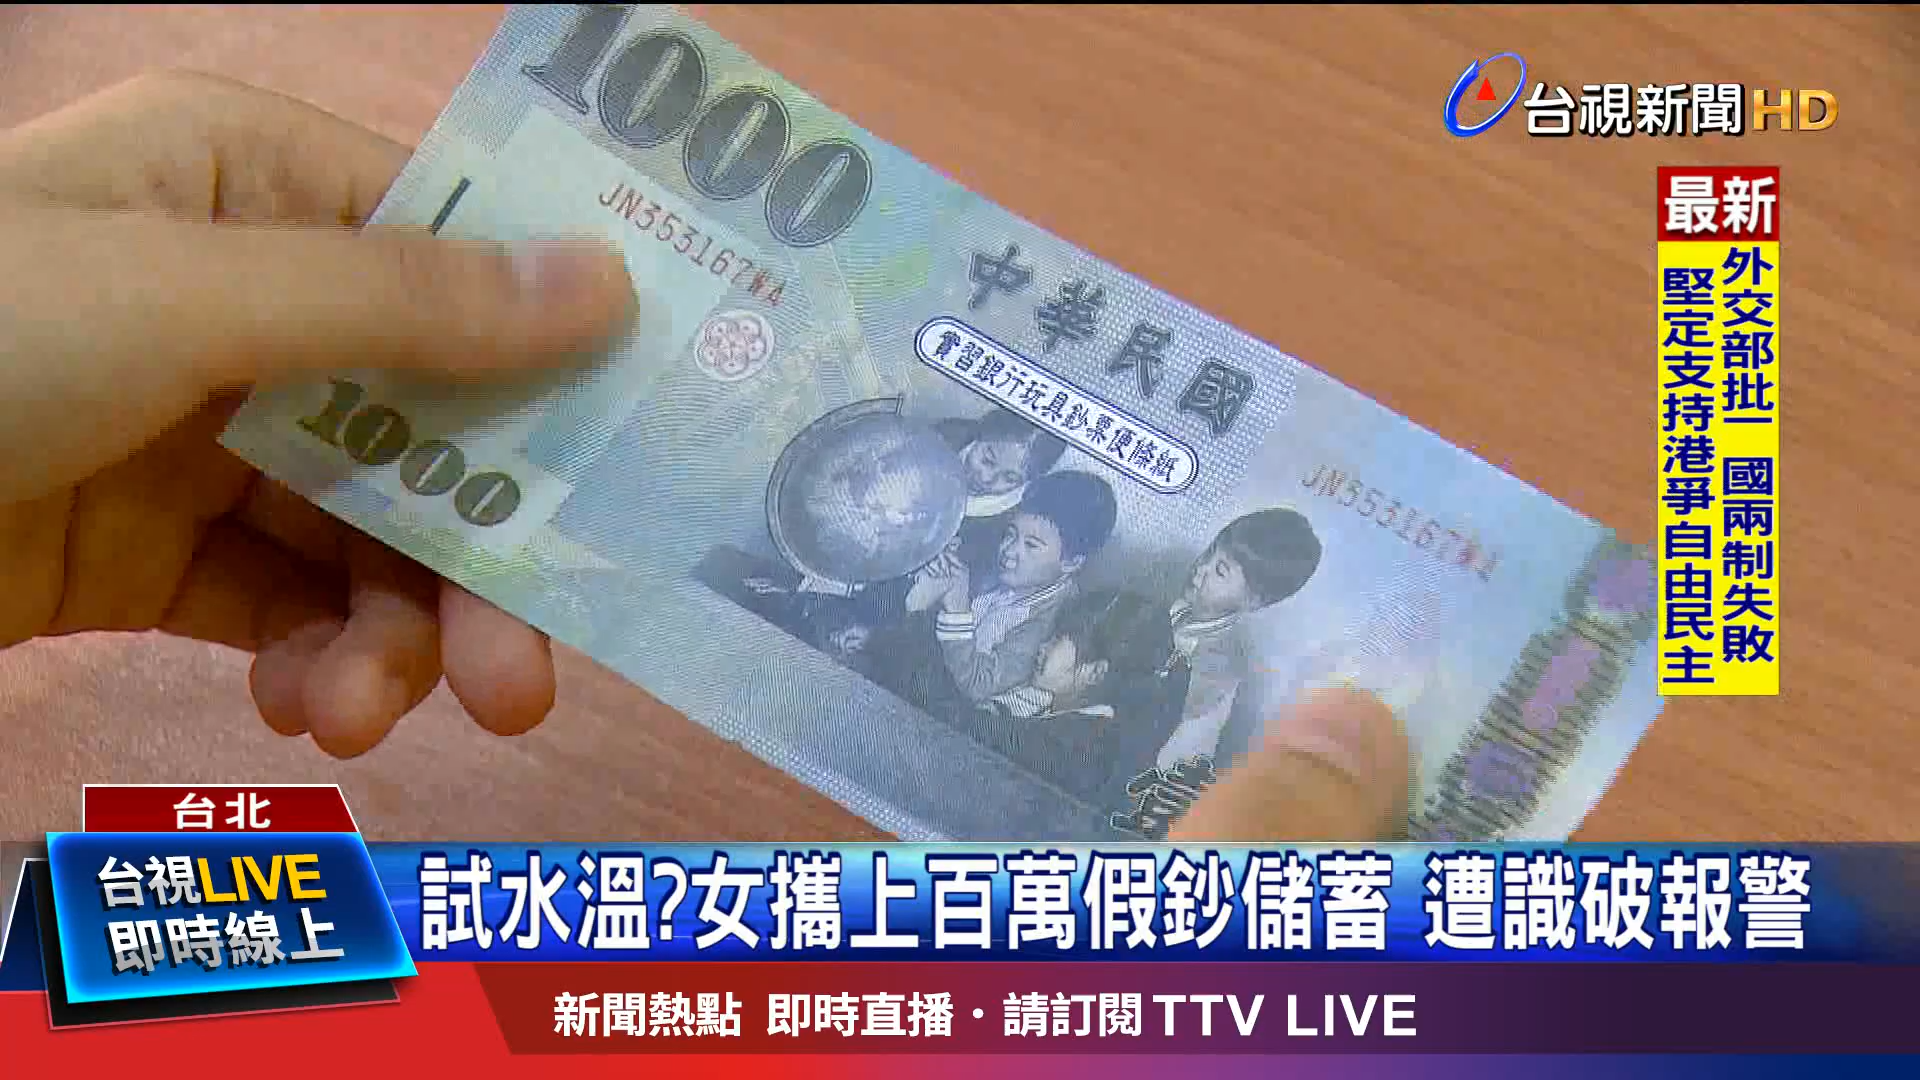 1000
JN353167WA
中華民國
實習銀行玩具鈔票便條紙
1000
JN353167WA
壹
台視新聞HD
最新
外交部批一國兩制失敗
堅定支持港爭自由民主
台北
台視LIVE
即時線上
試水溫?女攜上百萬假鈔儲蓄 遭識破報警
新聞熱點 即時直播・請訂閱TTV LIVE